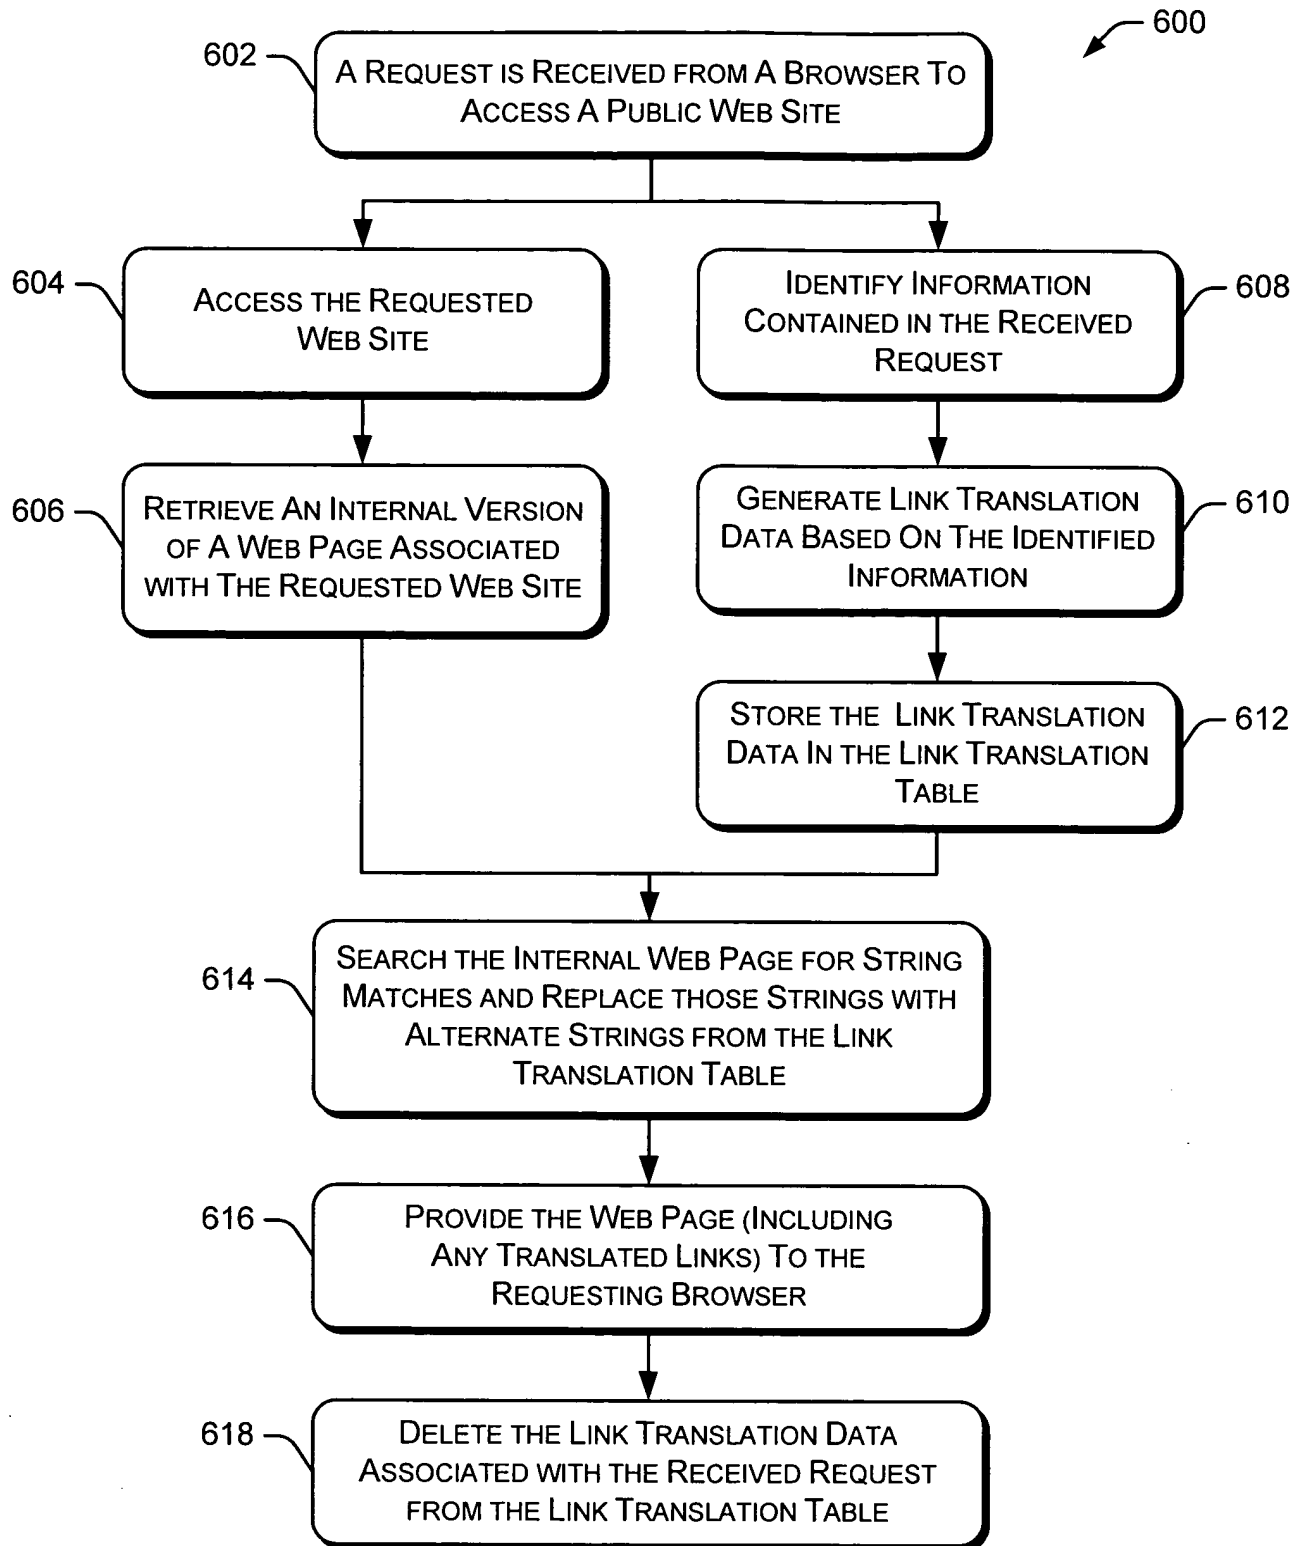 600
602
A REQUEST IS RECEIVED FROM A BROWSER TO
ACCESS A PUBLIC WEB SITE
604
ACCESS THE REQUESTED
WEB SITE
608
IDENTIFY INFORMATION
CONTAINED IN THE RECEIVED
REQUEST
606
RETRIEVE AN INTERNAL VERSION
OF A WEB PAGE ASSOCIATED
WITH THE REQUESTED WEB SITE
610
GENERATE LINK TRANSLATION
DATA BASED ON THE IDENTIFIED
INFORMATION
612
STORE THE LINK TRANSLATION
DATA IN THE LINK TRANSLATION
TABLE
614
SEARCH THE INTERNAL WEB PAGE FOR STRING
MATCHES AND REPLACE THOSE STRINGS WITH
ALTERNATE STRINGS FROM THE LINK
TRANSLATION TABLE
616
PROVIDE THE WEB PAGE (INCLUDING
ANY TRANSLATED LINKS) TO THE
REQUESTING BROWSER
618
DELETE THE LINK TRANSLATION DATA
ASSOCIATED WITH THE RECEIVED REQUEST
FROM THE LINK TRANSLATION TABLE